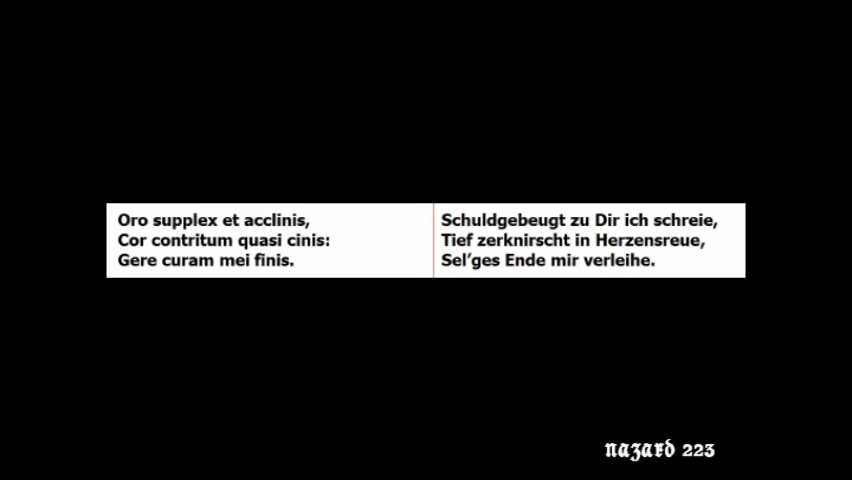 Oro supplex et acclinis,
Cor contritum quasi cinis:
Gere curam mei finis.
Schuldgebeugt zu Dir ich schreie,
Tief zerknirscht in Herzensreue,
Sel’ges Ende mir verleihe.
nazard 223